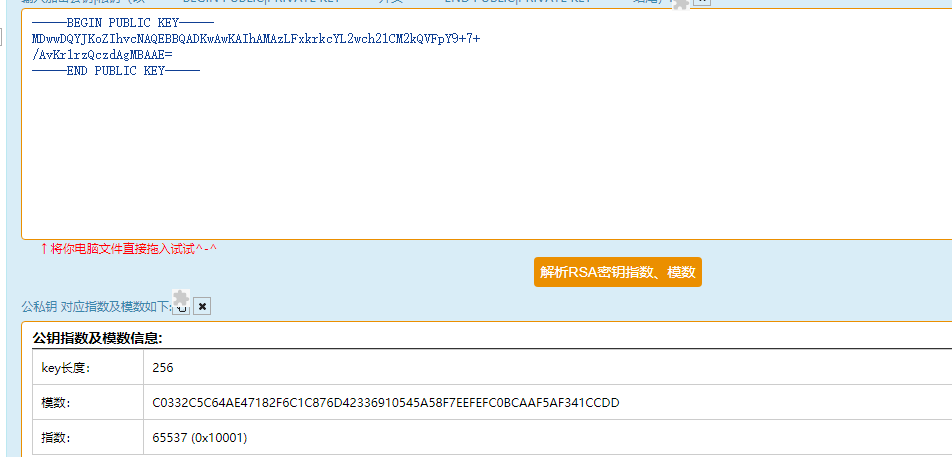 -----BEGIN PUBLIC KEY-----
MDwwDQYJKoZIhvcNAQEBBQADKwAwKAIhAMAzLFxkrkcYL2wch21CM2kQVFpY9+7+
/AvKr1rzQczdAgMBAAE=
-----END PUBLIC KEY-----
↑将你电脑文件直接拖入试试^-^
解析RSA密钥指数、模数
公私钥 对应指数及模数如下:
公钥指数及模数信息:
key长度: 256
模数: C0332C5C64AE47182F6C1C876D42336910545A58F7EEFEFC0BCAAF5AF341CCDD
指数: 65537 (0x10001)